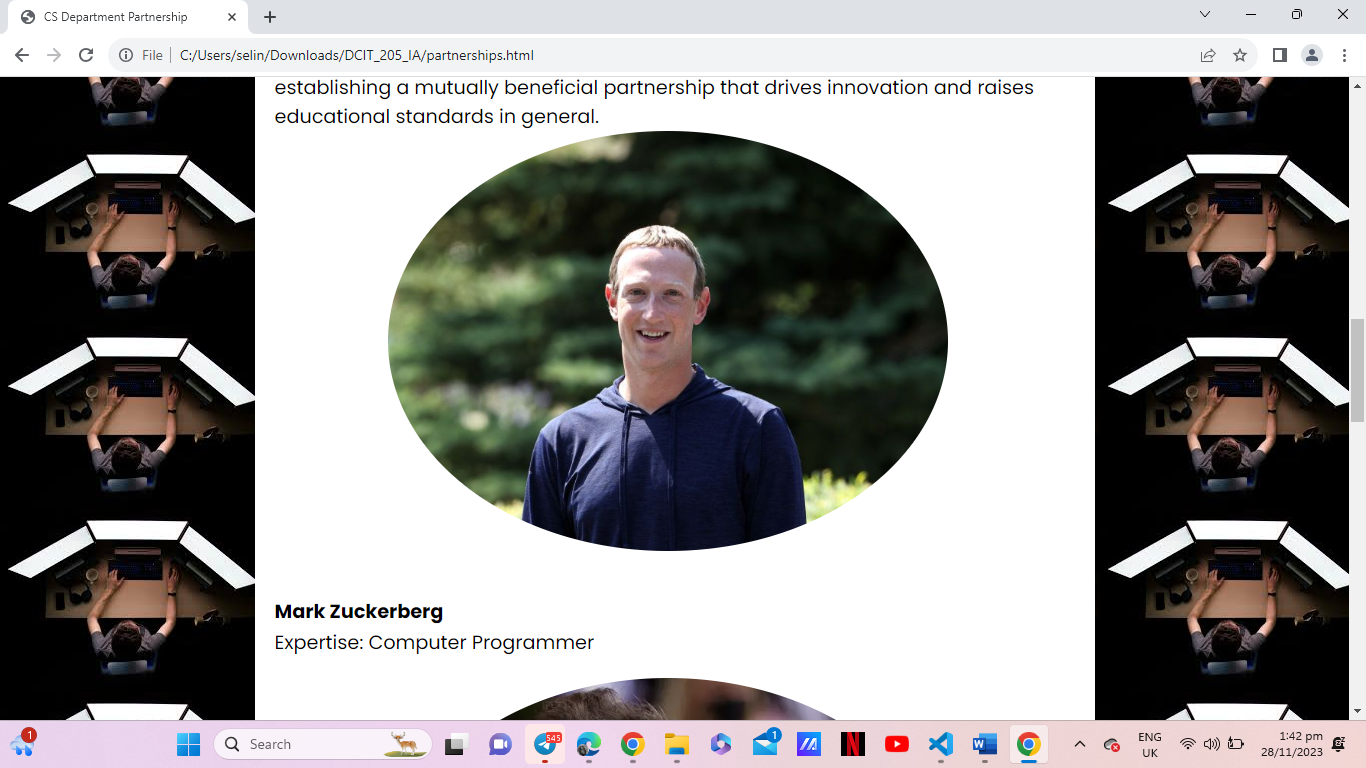 CS Department Partnership
File
C:/Users/selin/Downloads/DCIT_205_IA/partnerships.html
establishing a mutually beneficial partnership that drives innovation and raises
educational standards in general.
Mark Zuckerberg
Expertise: Computer Programmer
1
Search
545
1
N
W
ENG
UK
1:42 pm
28/11/2023